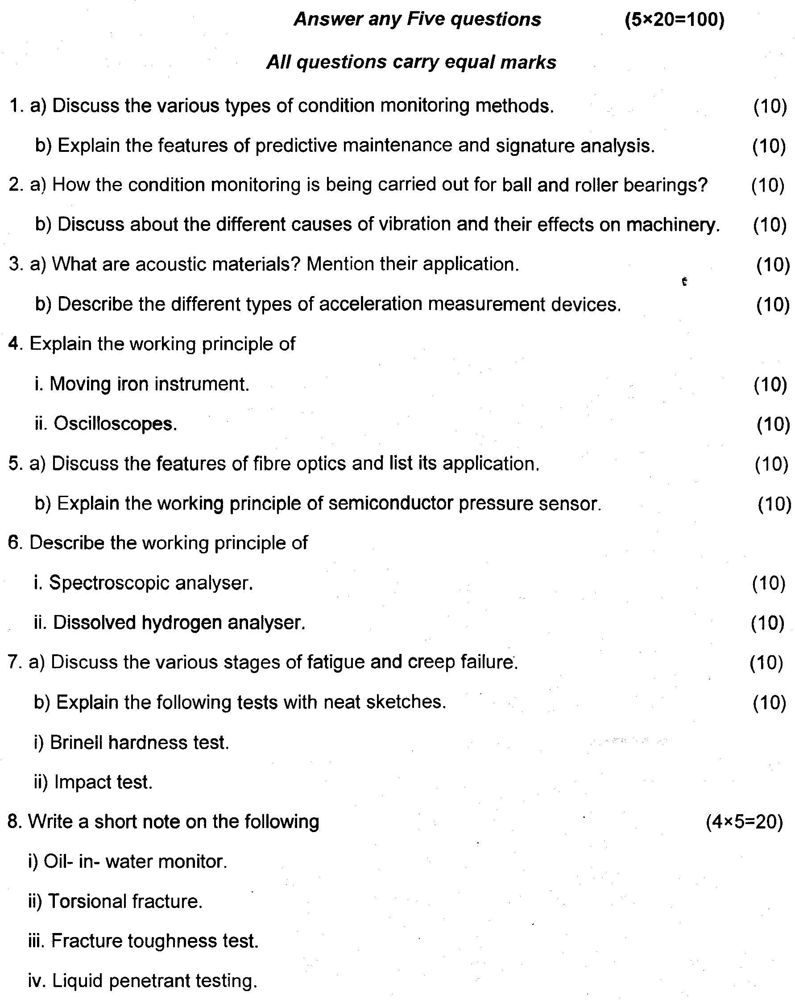 Answer any Five questions (5×20=100)
All questions carry equal marks
1. a) Discuss the various types of condition monitoring methods. (10)
b) Explain the features of predictive maintenance and signature analysis. (10)
2. a) How the condition monitoring is being carried out for ball and roller bearings? (10)
b) Discuss about the different causes of vibration and their effects on machinery. (10)
3. a) What are acoustic materials? Mention their application. (10)
b) Describe the different types of acceleration measurement devices. (10)
4. Explain the working principle of
i. Moving iron instrument. (10)
ii. Oscilloscopes. (10)
5. a) Discuss the features of fibre optics and list its application. (10)
b) Explain the working principle of semiconductor pressure sensor. (10)
6. Describe the working principle of
i. Spectroscopic analyser. (10)
ii. Dissolved hydrogen analyser. (10)
7. a) Discuss the various stages of fatigue and creep failure. (10)
b) Explain the following tests with neat sketches. (10)
i) Brinell hardness test.
ii) Impact test.
8. Write a short note on the following (4×5=20)
i) Oil- in- water monitor.
ii) Torsional fracture.
iii. Fracture toughness test.
iv. Liquid penetrant testing.